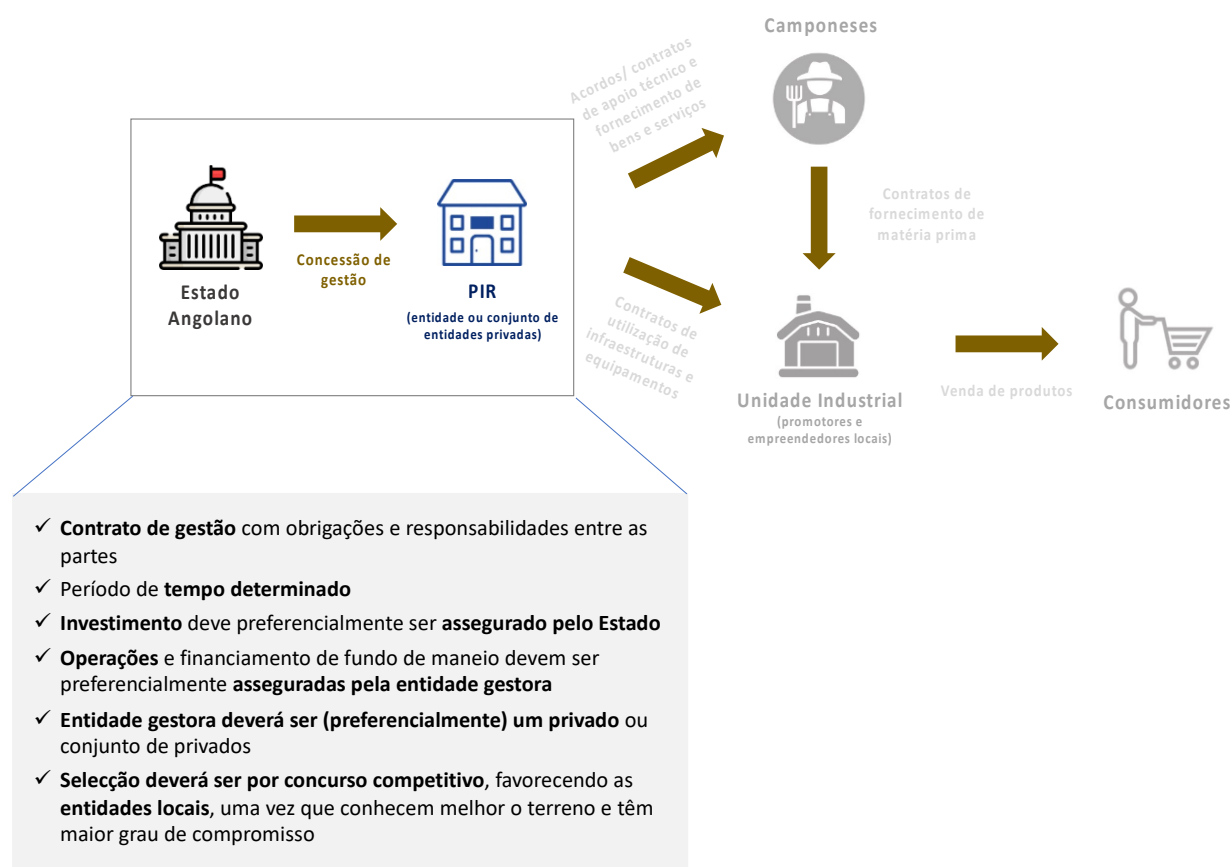 Camponeses
Acordos/ contratos
de apoio técnico e
fornecimento de
bens e serviços
Contratos de
fornecimento de
matéria prima
Concessão de
gestão
Estado
Angolano
PIR
(entidade ou conjunto de
entidades privadas)
Contratos de
utilização de
infraestruturas e
equipamentos
Unidade Industrial
(promotores e
empreendedores locais)
Venda de produtos
Consumidores
✓ Contrato de gestão com obrigações e responsabilidades entre as
partes
✓ Período de tempo determinado
✓ Investimento deve preferencialmente ser assegurado pelo Estado
✓ Operações e financiamento de fundo de maneio devem ser
preferencialmente asseguradas pela entidade gestora
✓ Entidade gestora deverá ser (preferencialmente) um privado ou
conjunto de privados
✓ Selecção deverá ser por concurso competitivo, favorecendo as
entidades locais, uma vez que conhecem melhor o terreno e têm
maior grau de compromisso